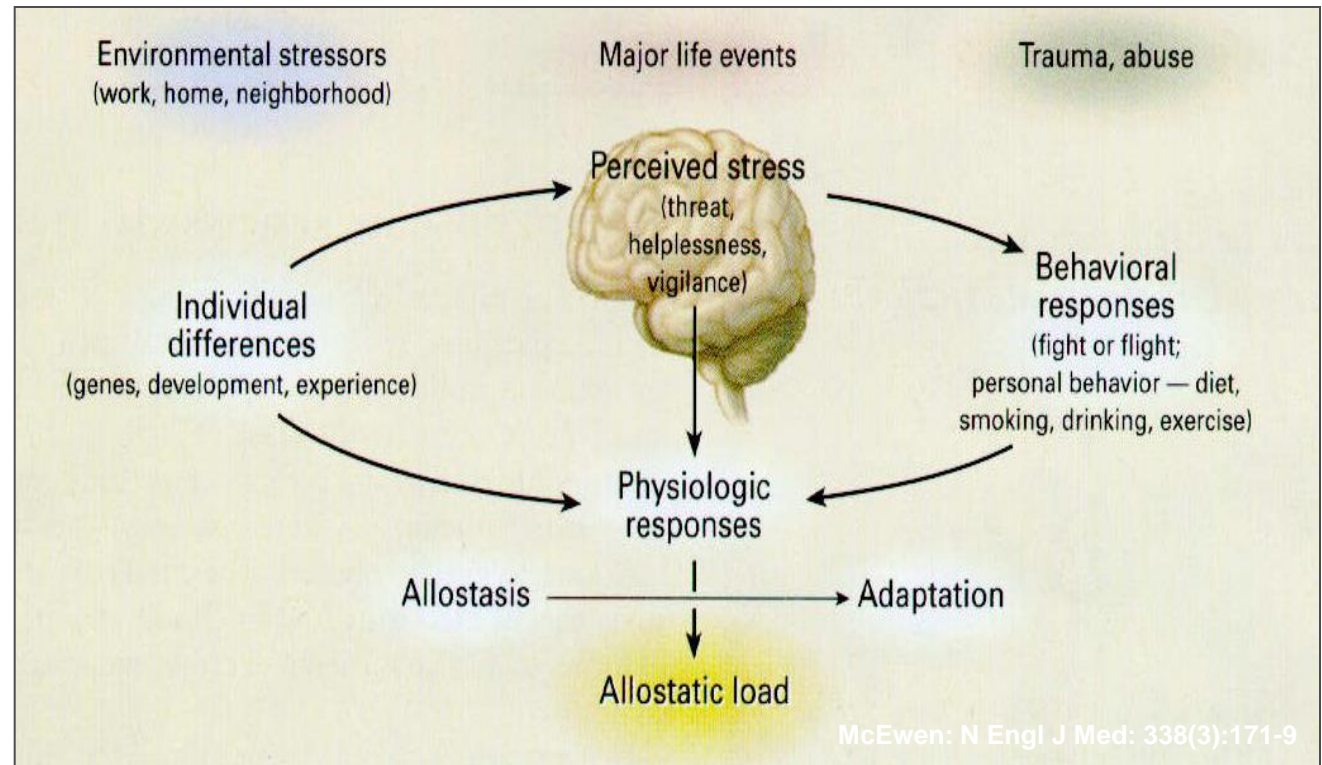 Environmental stressors
(work, home, neighborhood)
Major life events
Trauma, abuse
Perceived stress
(threat,
helplessness,
vigilance)
Individual
differences
(genes, development, experience)
Behavioral
responses
(fight or flight;
personal behavior — diet,
smoking, drinking, exercise)
Physiologic
responses
Allostasis
Adaptation
Allostatic load
McEwen: N Engl J Med: 338(3):171-9